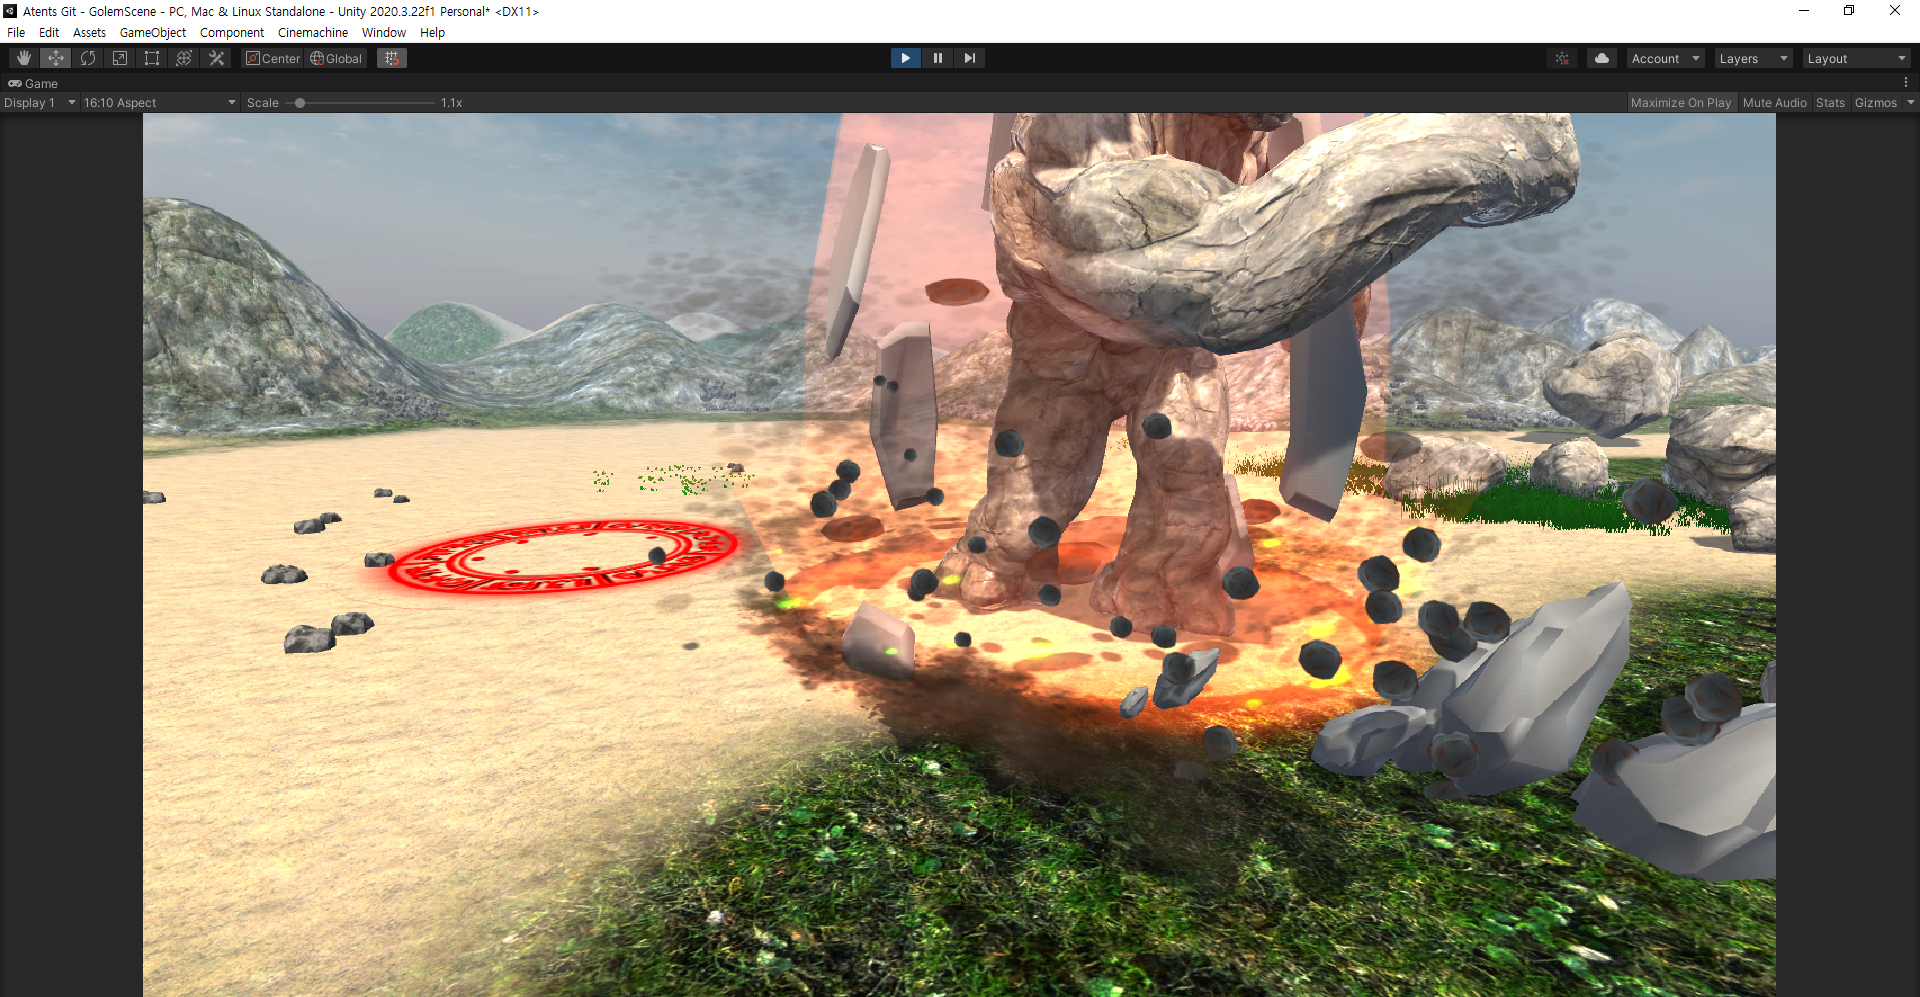 Atents Git - GolemScene - PC, Mac & Linux Standalone - Unity 2020.3.22f1 Personal* <DX11>
File Edit Assets GameObject Component Cinemachine Window Help
Center Global Account Layers Layout
Game
Display 1 16:10 Aspect Scale 1.1x Maximize On Play Mute Audio Stats Gizmos